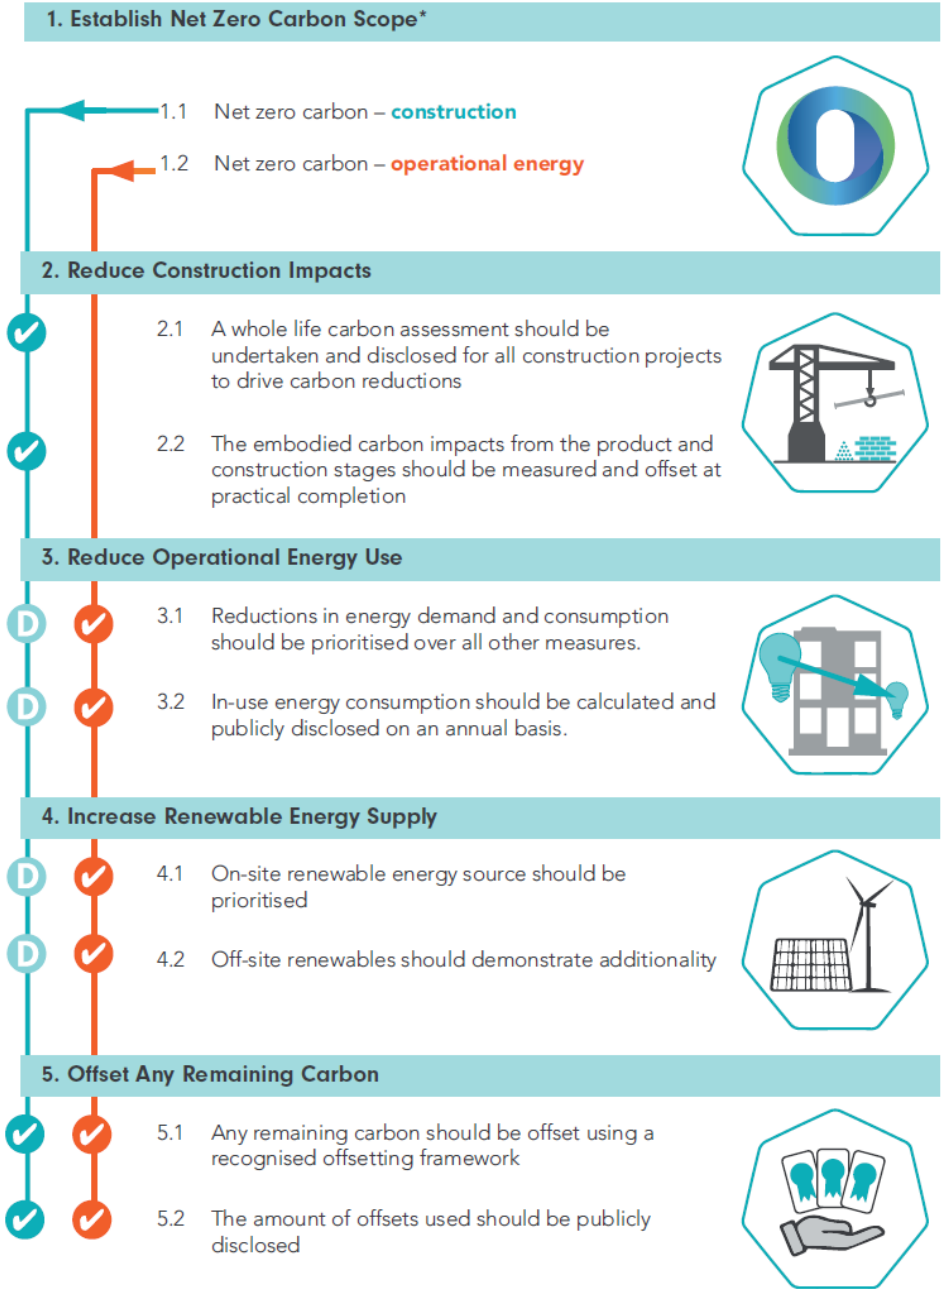 1. Establish Net Zero Carbon Scope*
1.1 Net zero carbon – construction
1.2 Net zero carbon – operational energy
2. Reduce Construction Impacts
2.1 A whole life carbon assessment should be
undertaken and disclosed for all construction projects
to drive carbon reductions
2.2 The embodied carbon impacts from the product and
construction stages should be measured and offset at
practical completion
3. Reduce Operational Energy Use
D 3.1 Reductions in energy demand and consumption
should be prioritised over all other measures.
D 3.2 In-use energy consumption should be calculated and
publicly disclosed on an annual basis.
4. Increase Renewable Energy Supply
D 4.1 On-site renewable energy source should be
prioritised
D 4.2 Off-site renewables should demonstrate additionality
5. Offset Any Remaining Carbon
5.1 Any remaining carbon should be offset using a
recognised offsetting framework
5.2 The amount of offsets used should be publicly
disclosed